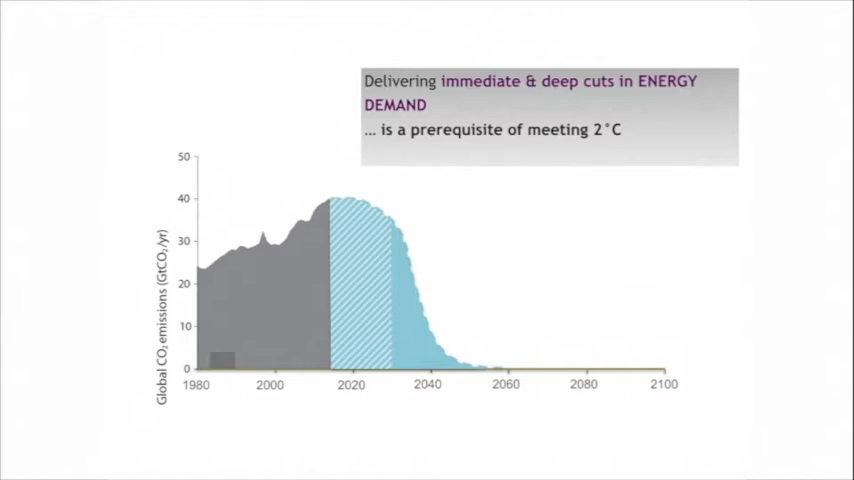 Delivering immediate & deep cuts in ENERGY
DEMAND
... is a prerequisite of meeting 2°C
50
40
30
20
10
0
Global CO₂ emissions (GtCO₂/yr)
1980 2000 2020 2040 2060 2080 2100